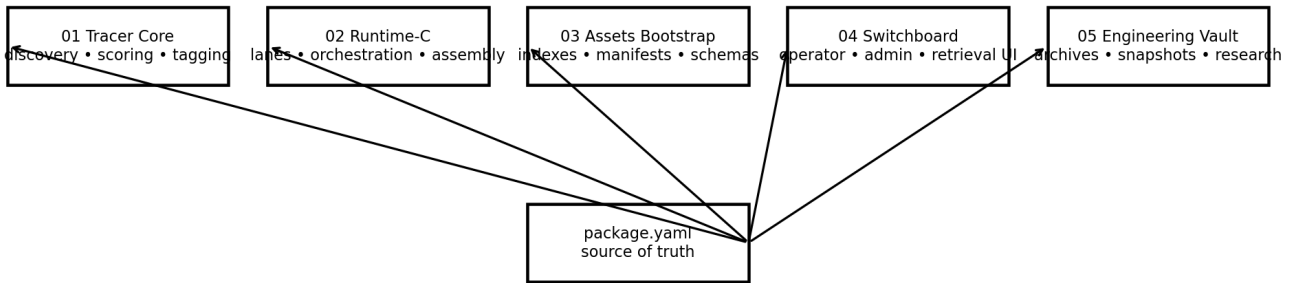 01 Tracer Core
discovery • scoring • tagging
02 Runtime-C
lanes • orchestration • assembly
03 Assets Bootstrap
indexes • manifests • schemas
04 Switchboard
operator • admin • retrieval UI
05 Engineering Vault
archives • snapshots • research
package.yaml
source of truth